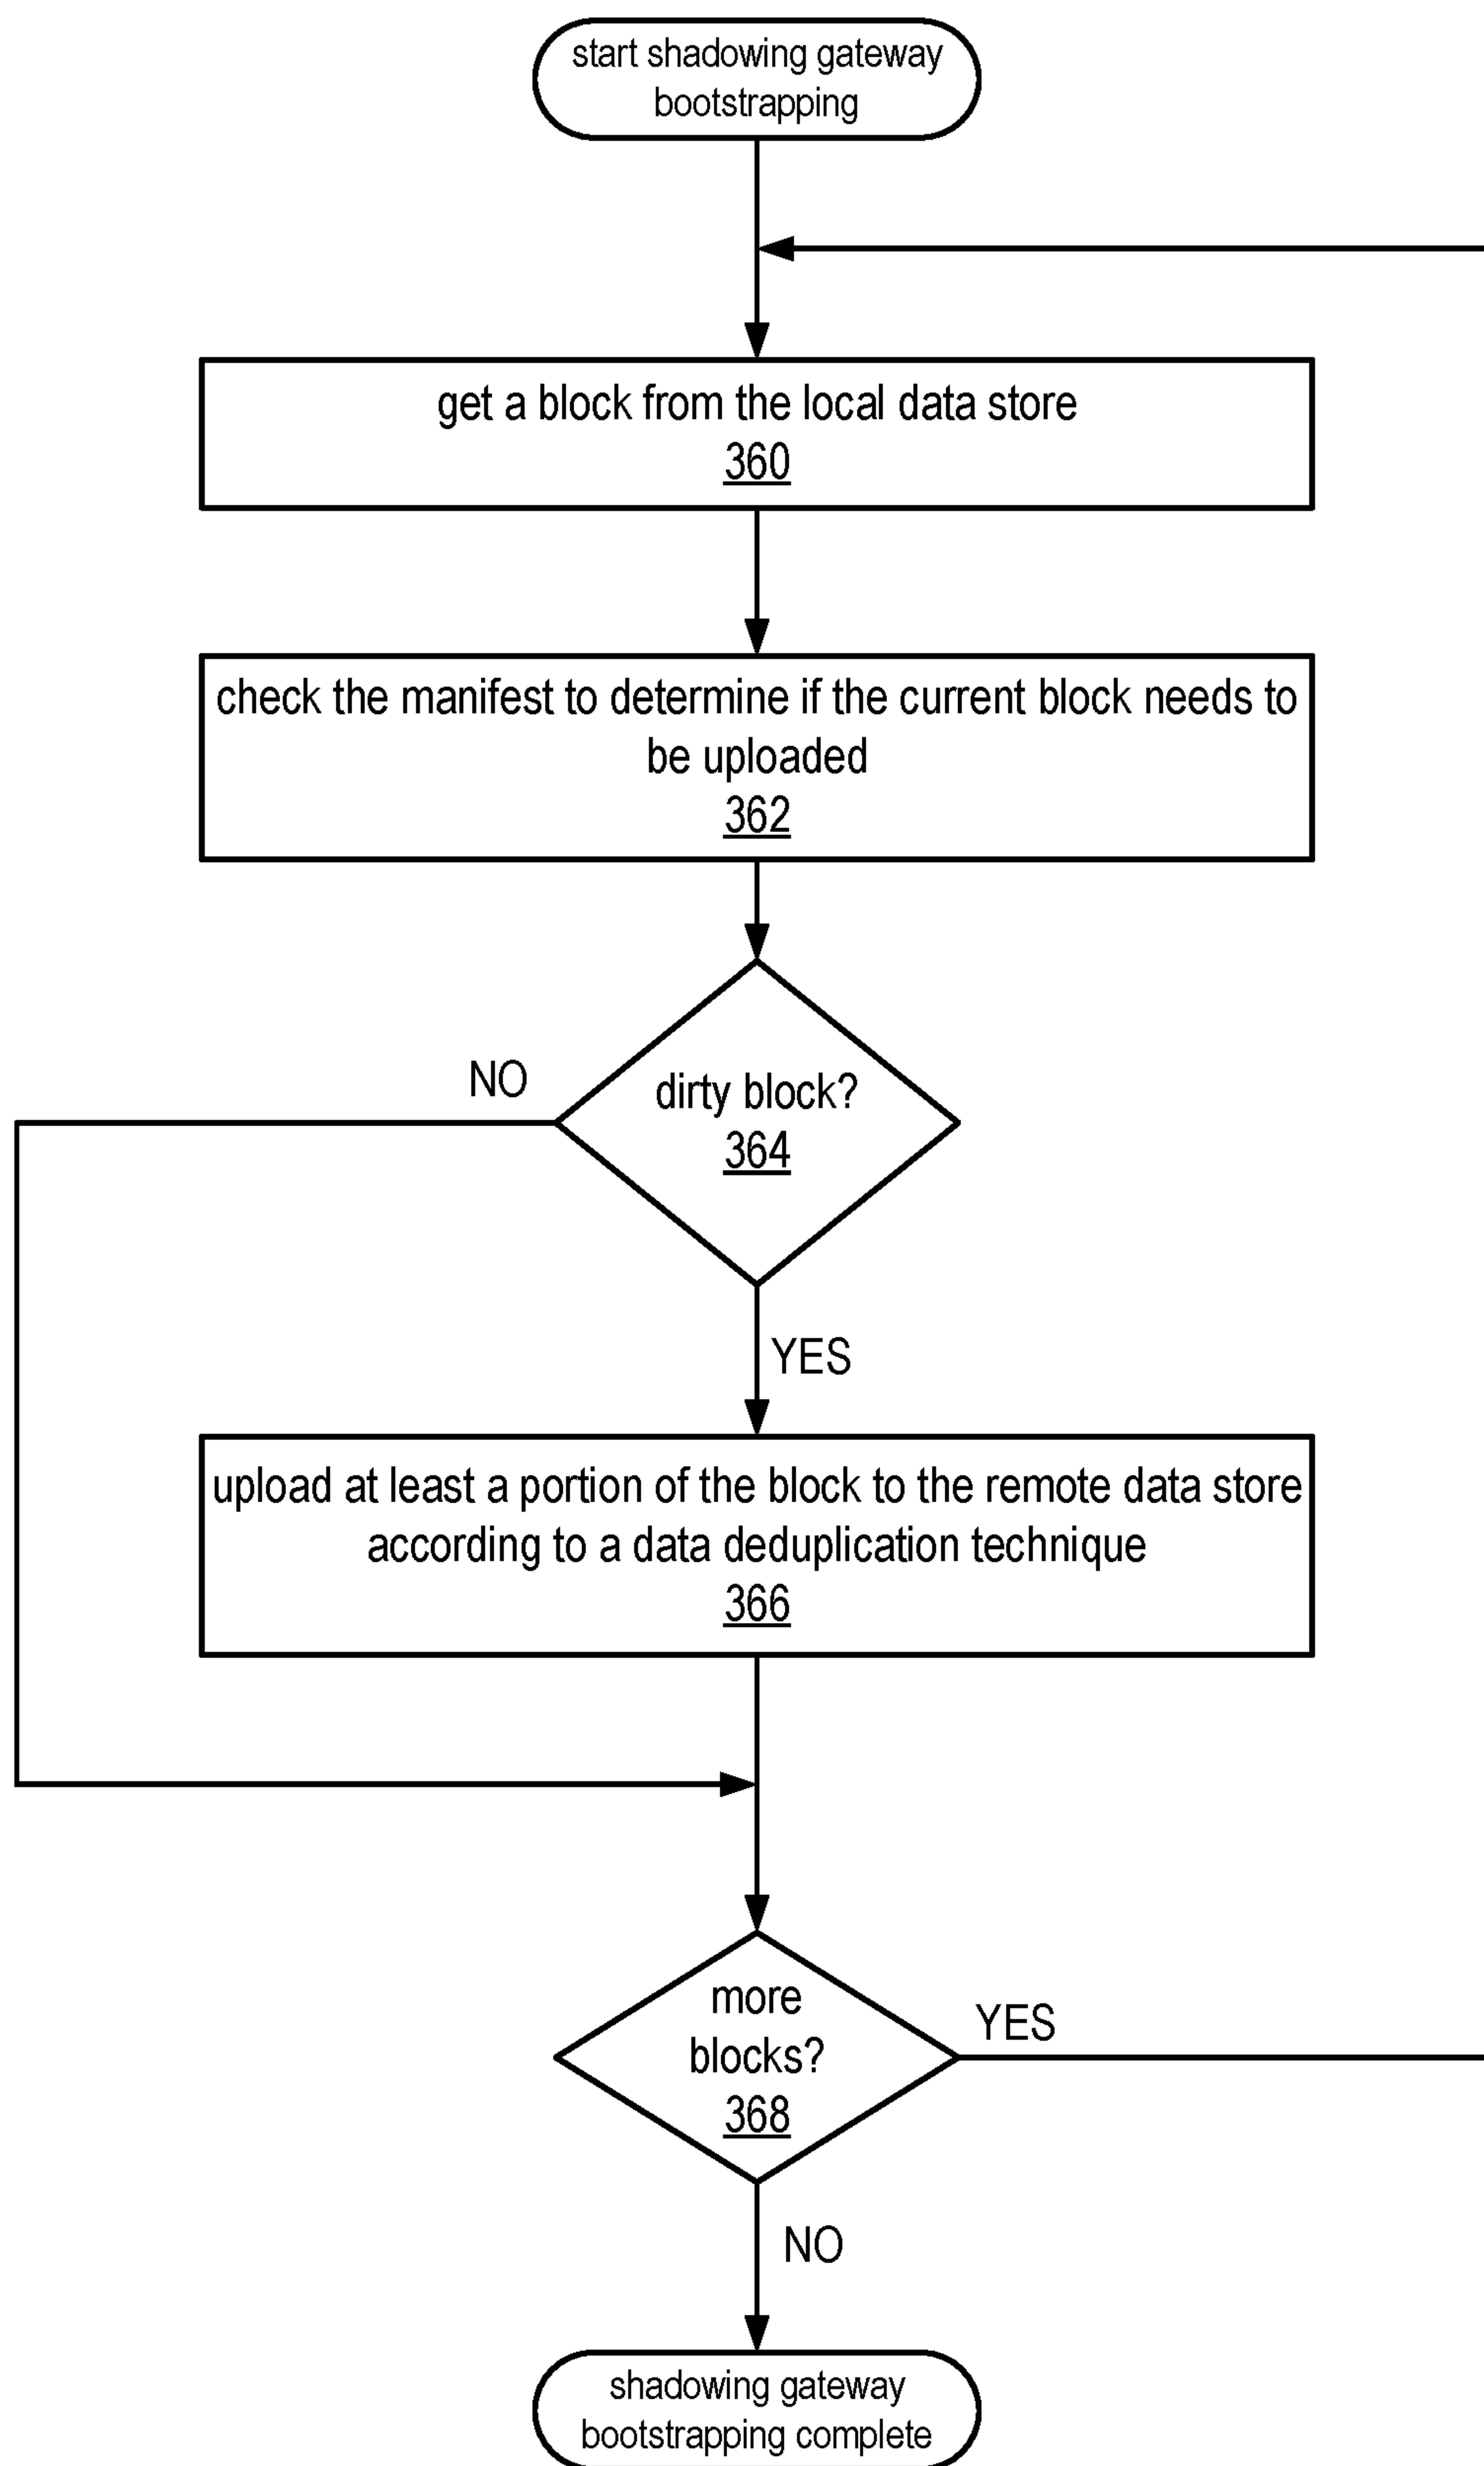 start shadowing gateway
bootstrapping
get a block from the local data store
360
check the manifest to determine if the current block needs to
be uploaded
362
NO
dirty block?
364
YES
upload at least a portion of the block to the remote data store
according to a data deduplication technique
366
more
blocks?
368
YES
NO
shadowing gateway
bootstrapping complete